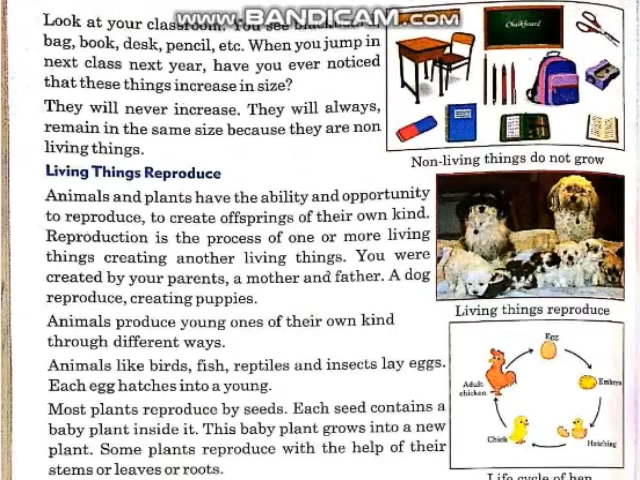 www.BANDICAM.com
Look at your classroom. You see
bag, book, desk, pencil, etc. When you jump in
next class next year, have you ever noticed
that these things increase in size?
They will never increase. They will always,
remain in the same size because they are non
living things.
Chalkboard
Non-living things do not grow
Living Things Reproduce
Animals and plants have the ability and opportunity
to reproduce, to create offsprings of their own kind.
Reproduction is the process of one or more living
things creating another living things. You were
created by your parents, a mother and father. A dog
reproduce, creating puppies.
Living things reproduce
Animals produce young ones of their own kind
through different ways.
Animals like birds, fish, reptiles and insects lay eggs.
Each egg hatches into a young.
Most plants reproduce by seeds. Each seed contains a
baby plant inside it. This baby plant grows into a new
plant. Some plants reproduce with the help of their
stems or leaves or roots.
Egg
Embryo
Hatching
Chick
Adult
chicken
Life cycle of hen